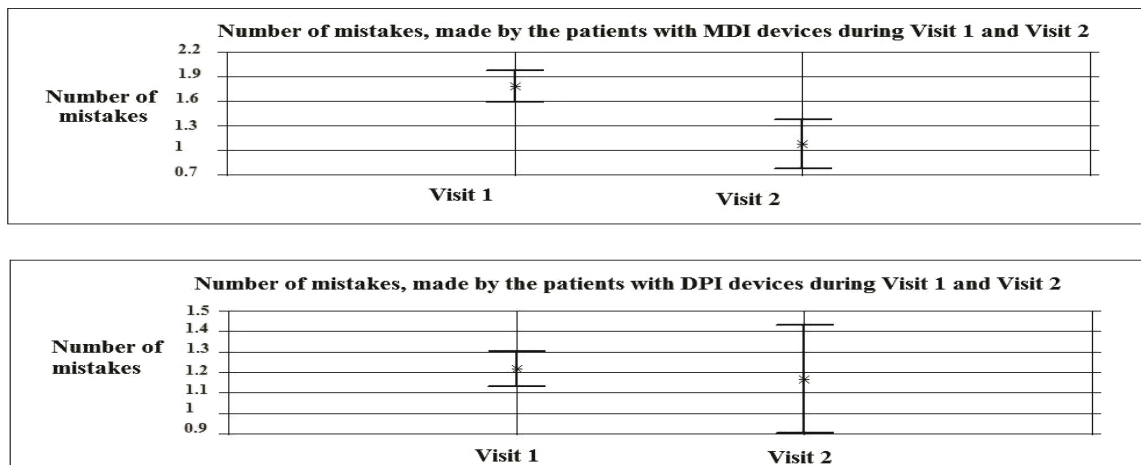 Number of mistakes, made by the patients with MDI devices during Visit 1 and Visit 2
2.2
1.9
Number of
mistakes
1.6
1.3
1
0.7
Visit 1
Visit 2
Number of mistakes, made by the patients with DPI devices during Visit 1 and Visit 2
1.5
1.4
Number of
mistakes
1.3
1.2
1.1
1
0.9
Visit 1
Visit 2